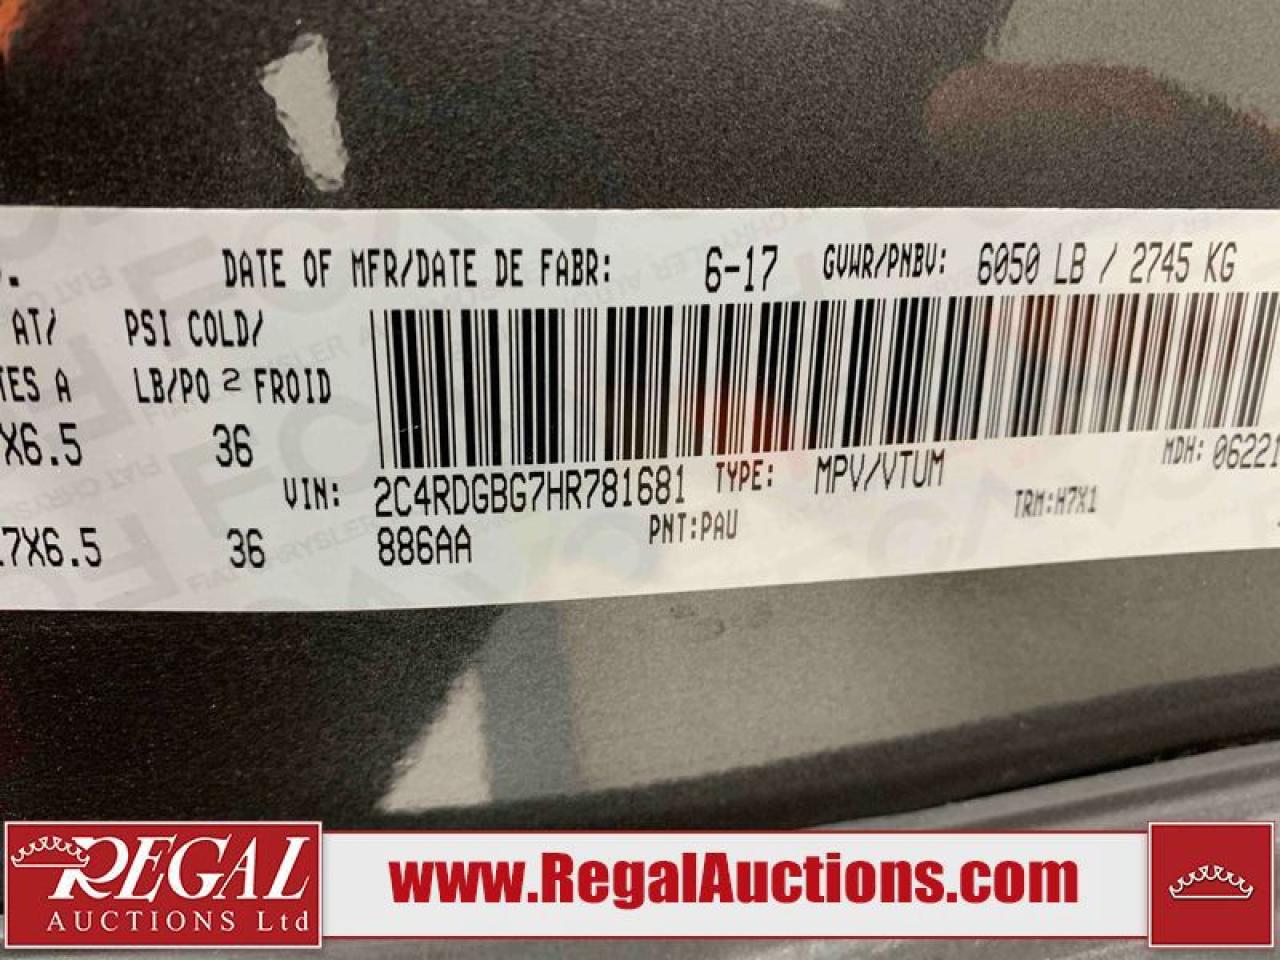 DATE OF MFR/DATE DE FABR: 6-17 GVWR/PNBV: 6050 LB / 2745 KG
AT/ PSI COLD/
A LB/PO 2 FROID
X6.5 36
VIN: 2C4RDGBG7HR781681 TYPE: MPV/VTUM MDH: 06221
7X6.5 36 886AA PNT:PAU TRM:H7X1
REGAL
AUCTIONS Ltd
www.RegalAuctions.com